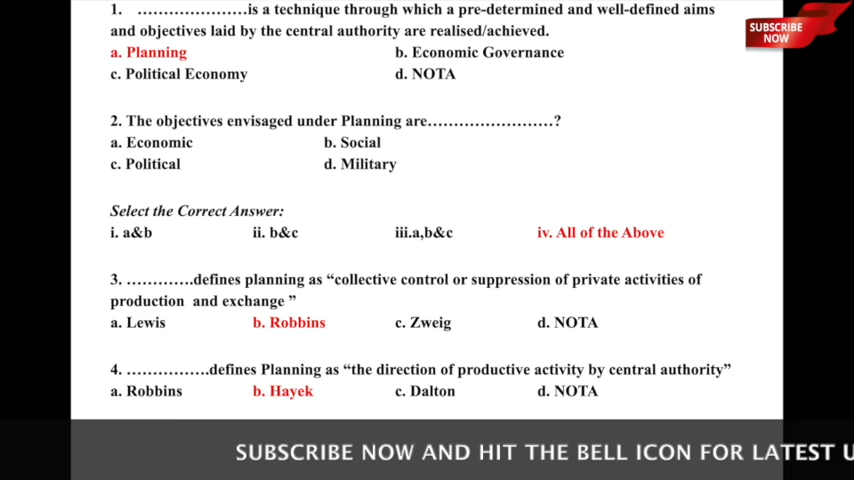 1. …………………is a technique through which a pre-determined and well-defined aims
and objectives laid by the central authority are realised/achieved.
a. Planning b. Economic Governance
c. Political Economy d. NOTA
2. The objectives envisaged under Planning are……………………?
a. Economic b. Social
c. Political d. Military
Select the Correct Answer:
i. a&b ii. b&c iii.a,b&c iv. All of the Above
3. ………….defines planning as “collective control or suppression of private activities of
production and exchange ”
a. Lewis b. Robbins c. Zweig d. NOTA
4. …………….defines Planning as “the direction of productive activity by central authority”
a. Robbins b. Hayek c. Dalton d. NOTA
SUBSCRIBE
NOW
SUBSCRIBE NOW AND HIT THE BELL ICON FOR LATEST